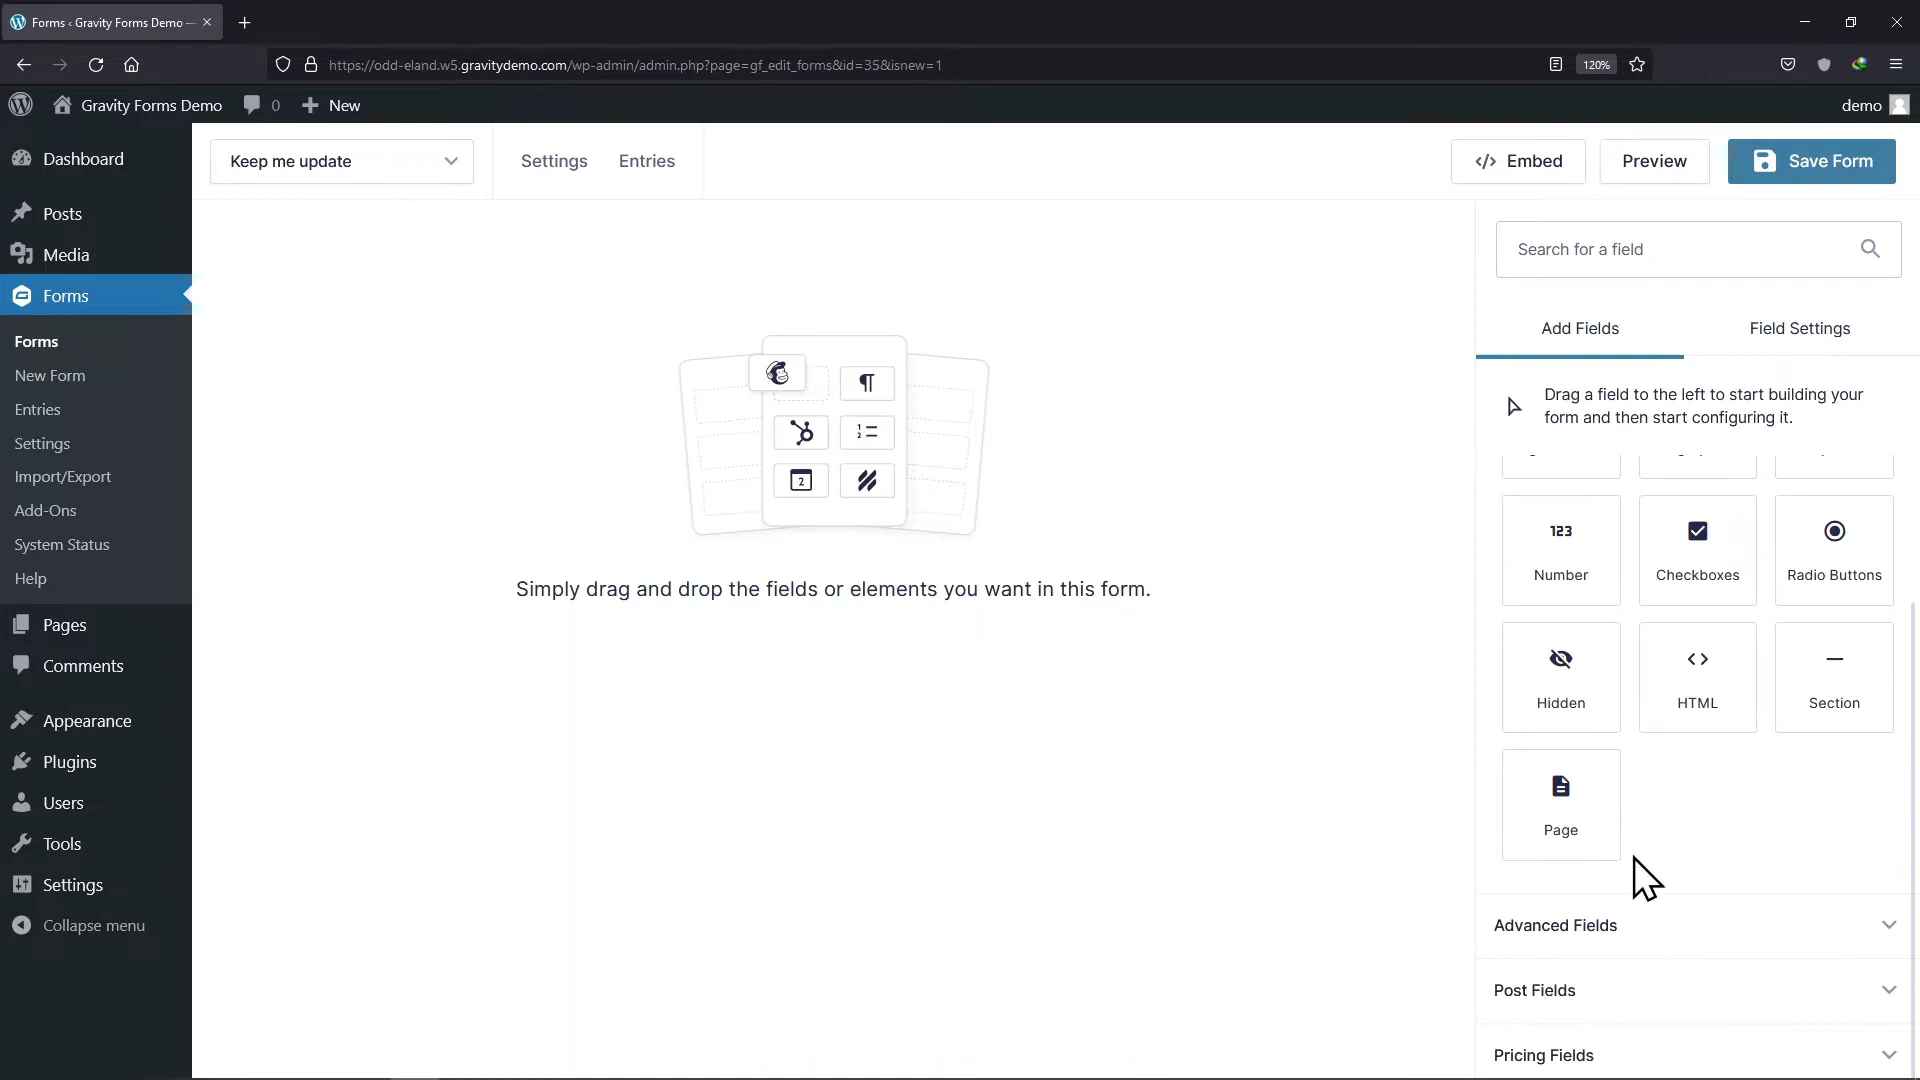 Forms ‹ Gravity Forms Demo —
https://odd-eland.w5.gravitydemo.com/wp-admin/admin.php?page=gf_edit_forms&id=35&isnew=1
120%
Gravity Forms Demo
0
New
demo
Dashboard
Posts
Media
Forms
Forms
New Form
Entries
Settings
Import/Export
Add-Ons
System Status
Help
Pages
Comments
Appearance
Plugins
Users
Tools
Settings
Collapse menu
Keep me update
Settings
Entries
Embed
Preview
Save Form
Simply drag and drop the fields or elements you want in this form.
Search for a field
Add Fields
Field Settings
Drag a field to the left to start building your
form and then start configuring it.
123
Number
Checkboxes
Radio Buttons
Hidden
HTML
Section
Page
Advanced Fields
Post Fields
Pricing Fields